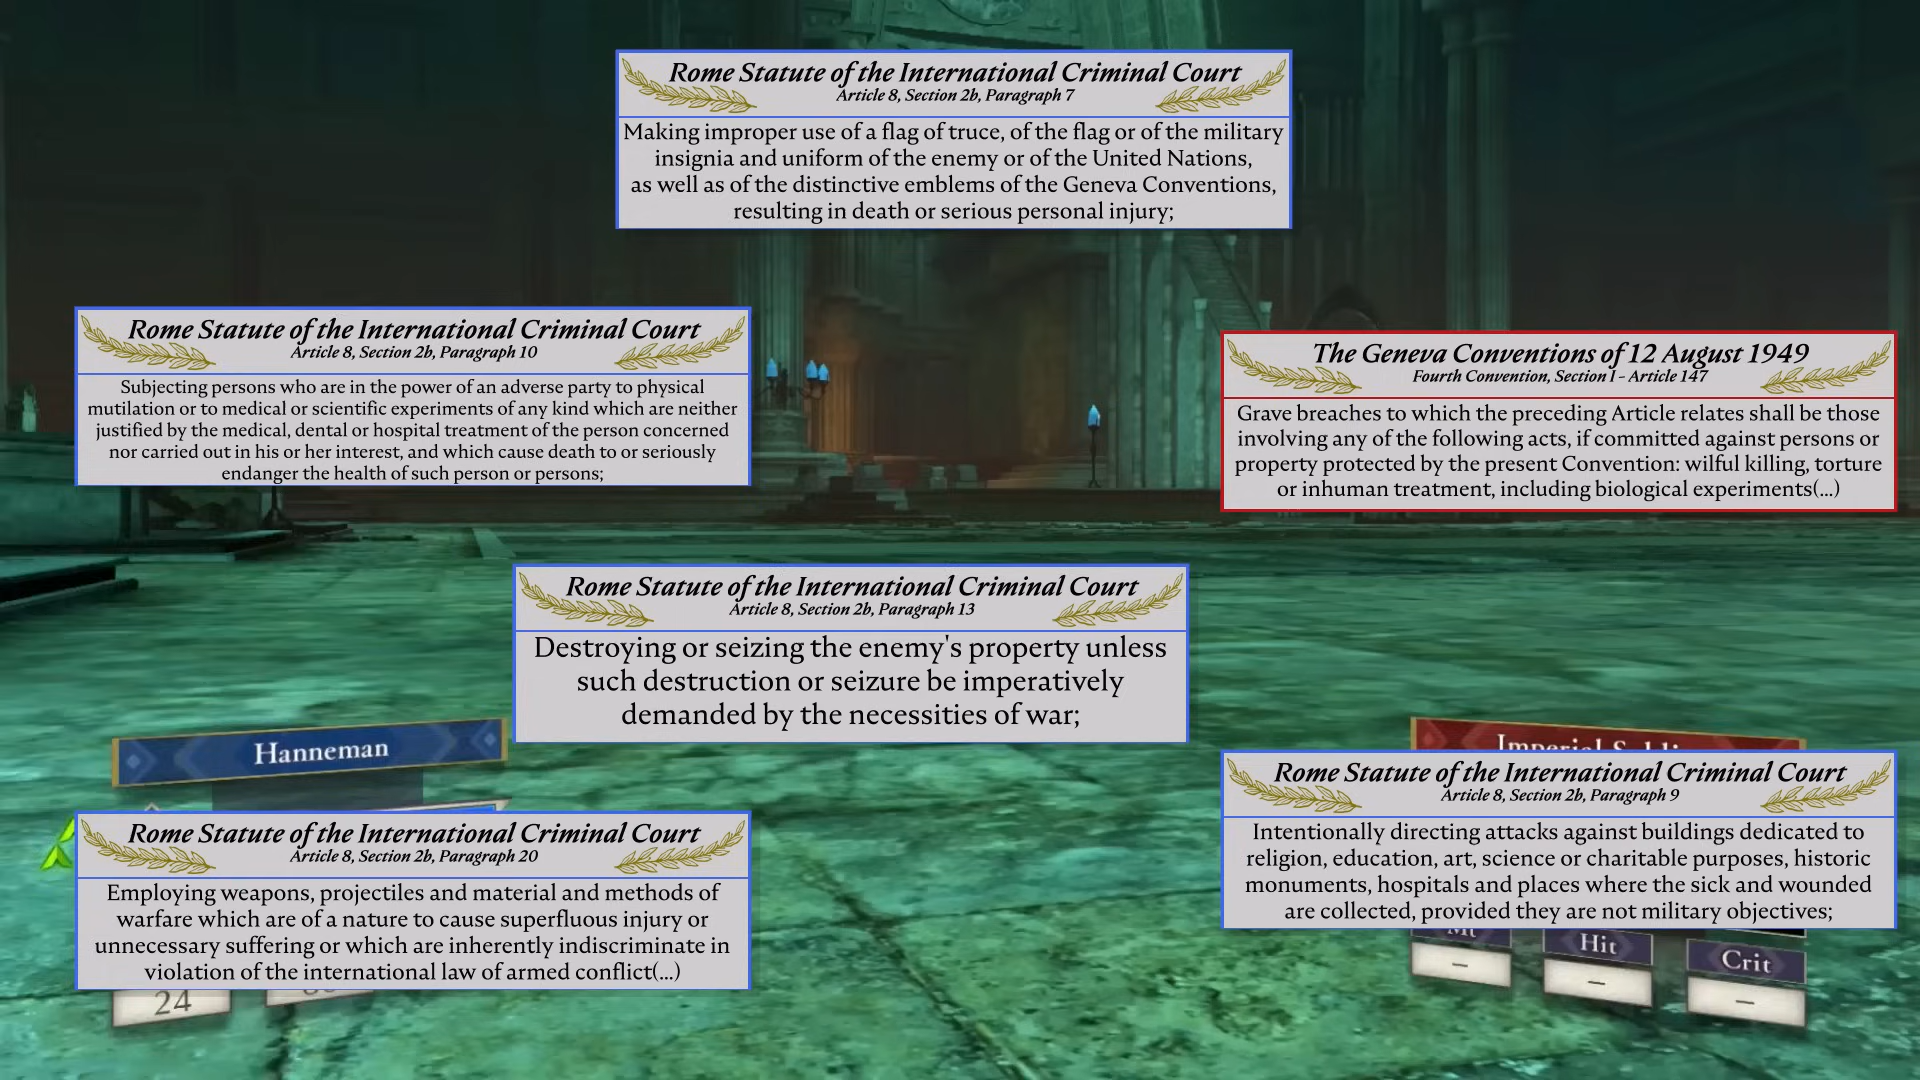 Rome Statute of the International Criminal Court
Article 8, Section 2b, Paragraph 7
Making improper use of a flag of truce, of the flag or of the military
insignia and uniform of the enemy or of the United Nations,
as well as of the distinctive emblems of the Geneva Conventions,
resulting in death or serious personal injury;
Rome Statute of the International Criminal Court
Article 8, Section 2b, Paragraph 10
Subjecting persons who are in the power of an adverse party to physical
mutilation or to medical or scientific experiments of any kind which are neither
justified by the medical, dental or hospital treatment of the person concerned
nor carried out in his or her interest, and which cause death to or seriously
endanger the health of such person or persons;
The Geneva Conventions of 12 August 1949
Fourth Convention, Section I - Article 147
Grave breaches to which the preceding Article relates shall be those
involving any of the following acts, if committed against persons or
property protected by the present Convention: wilful killing, torture
or inhuman treatment, including biological experiments(...)
Rome Statute of the International Criminal Court
Article 8, Section 2b, Paragraph 13
Destroying or seizing the enemy's property unless
such destruction or seizure be imperatively
demanded by the necessities of war;
Hanneman
Imperial
Rome Statute of the International Criminal Court
Article 8, Section 2b, Paragraph 9
Intentionally directing attacks against buildings dedicated to
religion, education, art, science or charitable purposes, historic
monuments, hospitals and places where the sick and wounded
are collected, provided they are not military objectives;
Rome Statute of the International Criminal Court
Article 8, Section 2b, Paragraph 20
Employing weapons, projectiles and material and methods of
warfare which are of a nature to cause superfluous injury or
unnecessary suffering or which are inherently indiscriminate in
violation of the international law of armed conflict(...)
24
Mt
Hit
Crit
–
–
–